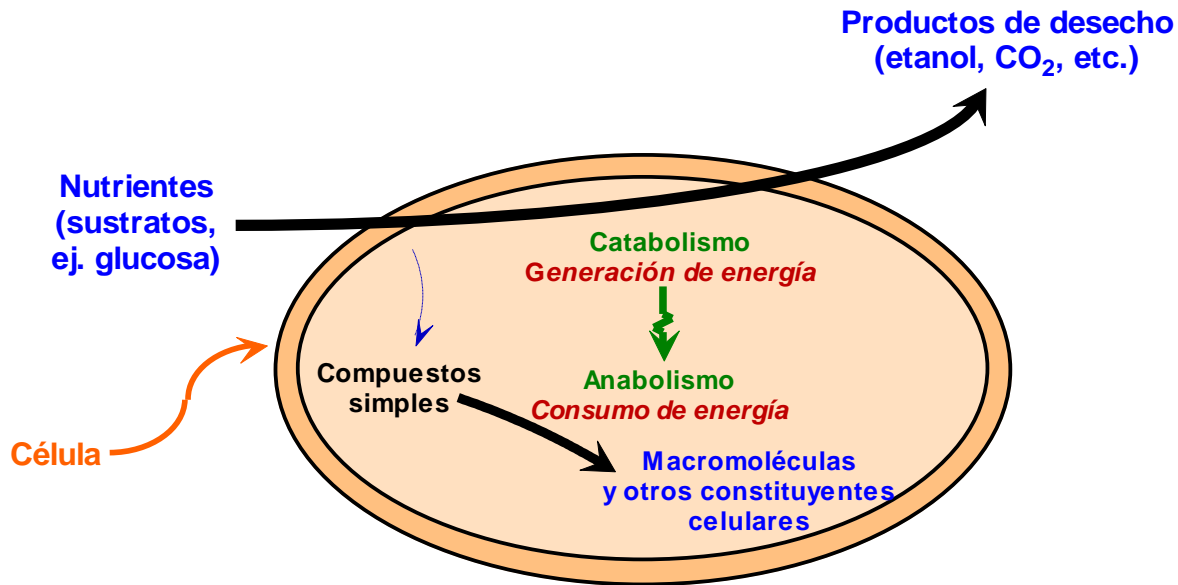 Productos de desecho
(etanol, CO₂, etc.)
Nutrientes
(sustratos,
ej. glucosa)
Catabolismo
Generación de energía
Compuestos
simples
Anabolismo
Consumo de energía
Célula
Macromoléculas
y otros constituyentes
celulares